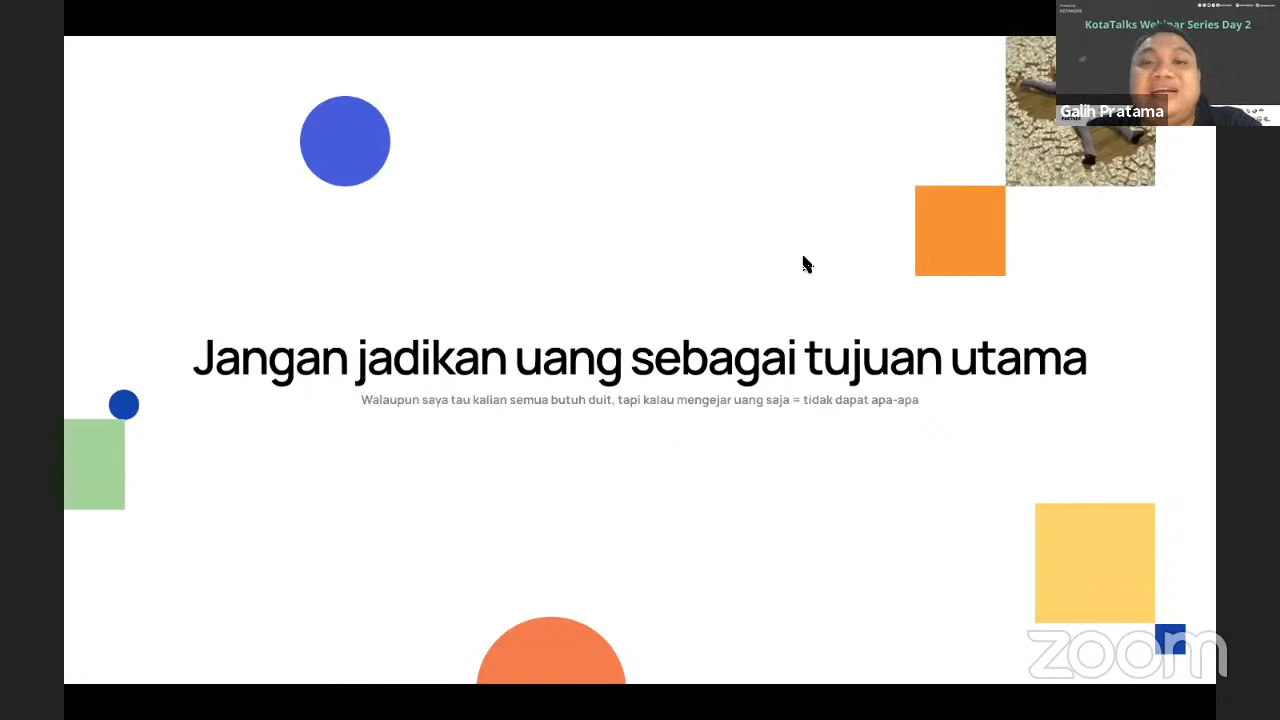 KotaTalks Webinar Series Day 2
Galih Pratama
Jangan jadikan uang sebagai tujuan utama
Walaupun saya tau kalian semua butuh duit, tapi kalau mengejar uang saja = tidak dapat apa-apa
zoom